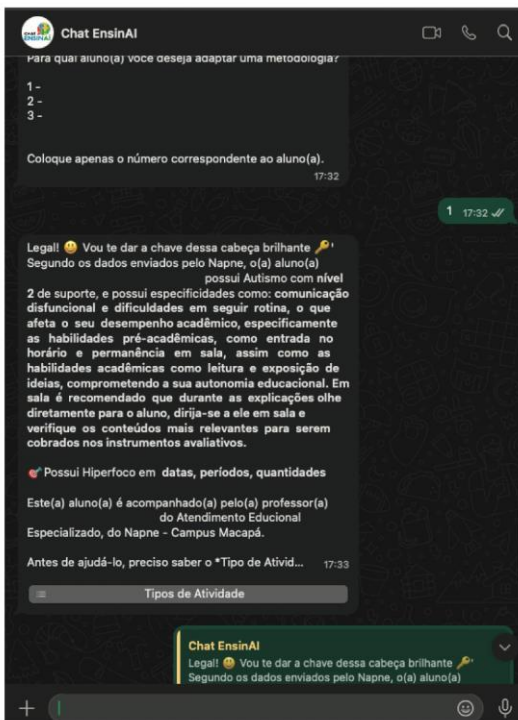 Chat EnsinAI
Para qual aluno(a) você deseja adaptar uma metodologia?
1 -
2 -
3 -
Coloque apenas o número correspondente ao aluno(a).
17:32
1 17:32
Legal! 😃 Vou te dar a chave dessa cabeça brilhante 🔑'
Segundo os dados enviados pelo Napne, o(a) aluno(a)
possui Autismo com nível
2 de suporte, e possui especificidades como: comunicação
disfuncional e dificuldades em seguir rotina, o que
afeta o seu desempenho acadêmico, especificamente
as habilidades pré-acadêmicas, como entrada no
horário e permanência em sala, assim como as
habilidades acadêmicas como leitura e exposição de
ideias, comprometendo a sua autonomia educacional. Em
sala é recomendado que durante as explicações olhe
diretamente para o aluno, dirija-se a ele em sala e
verifique os conteúdos mais relevantes para serem
cobrados nos instrumentos avaliativos.
🎯 Possui Hiperfoco em datas, períodos, quantidades
Este(a) aluno(a) é acompanhado(a) pelo(a) professor(a)
do Atendimento Educional
Especializado, do Napne - Campus Macapá.
Antes de ajudá-lo, preciso saber o *Tipo de Ativid... 17:33
Tipos de Atividade
Chat EnsinAI
Legal! 😃 Vou te dar a chave dessa cabeça brilhante 🔑'
Segundo os dados enviados pelo Napne, o(a) aluno(a)